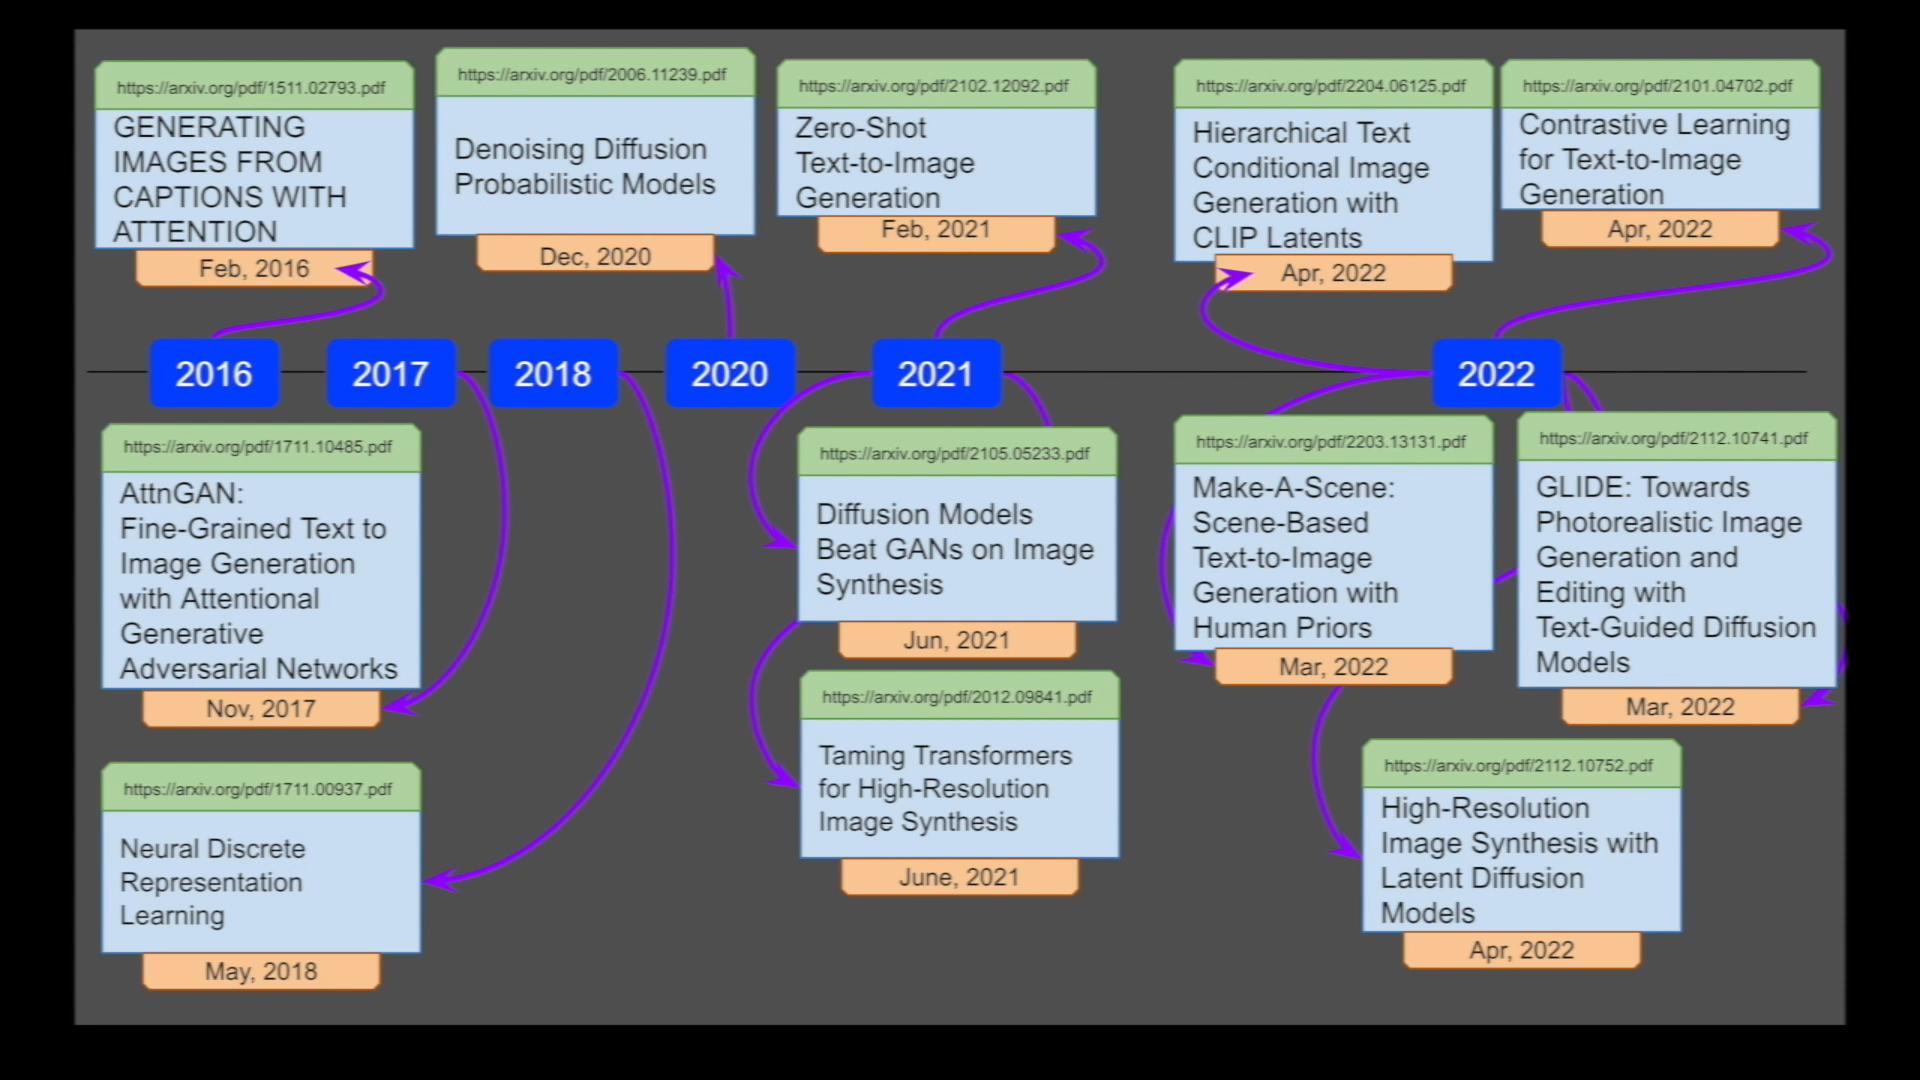 https://arxiv.org/pdf/1511.02793.pdf
GENERATING
IMAGES FROM
CAPTIONS WITH
ATTENTION
Feb, 2016
https://arxiv.org/pdf/2006.11239.pdf
Denoising Diffusion
Probabilistic Models
Dec, 2020
https://arxiv.org/pdf/2102.12092.pdf
Zero-Shot
Text-to-Image
Generation
Feb, 2021
https://arxiv.org/pdf/2204.06125.pdf
Hierarchical Text
Conditional Image
Generation with
CLIP Latents
Apr, 2022
https://arxiv.org/pdf/2101.04702.pdf
Contrastive Learning
for Text-to-Image
Generation
Apr, 2022
2016
2017
2018
2020
2021
2022
https://arxiv.org/pdf/1711.10485.pdf
AttnGAN:
Fine-Grained Text to
Image Generation
with Attentional
Generative
Adversarial Networks
Nov, 2017
https://arxiv.org/pdf/2105.05233.pdf
Diffusion Models
Beat GANs on Image
Synthesis
Jun, 2021
https://arxiv.org/pdf/2203.13131.pdf
Make-A-Scene:
Scene-Based
Text-to-Image
Generation with
Human Priors
Mar, 2022
https://arxiv.org/pdf/2112.10741.pdf
GLIDE: Towards
Photorealistic Image
Generation and
Editing with
Text-Guided Diffusion
Models
Mar, 2022
https://arxiv.org/pdf/1711.00937.pdf
Neural Discrete
Representation
Learning
May, 2018
https://arxiv.org/pdf/2012.09841.pdf
Taming Transformers
for High-Resolution
Image Synthesis
June, 2021
https://arxiv.org/pdf/2112.10752.pdf
High-Resolution
Image Synthesis with
Latent Diffusion
Models
Apr, 2022